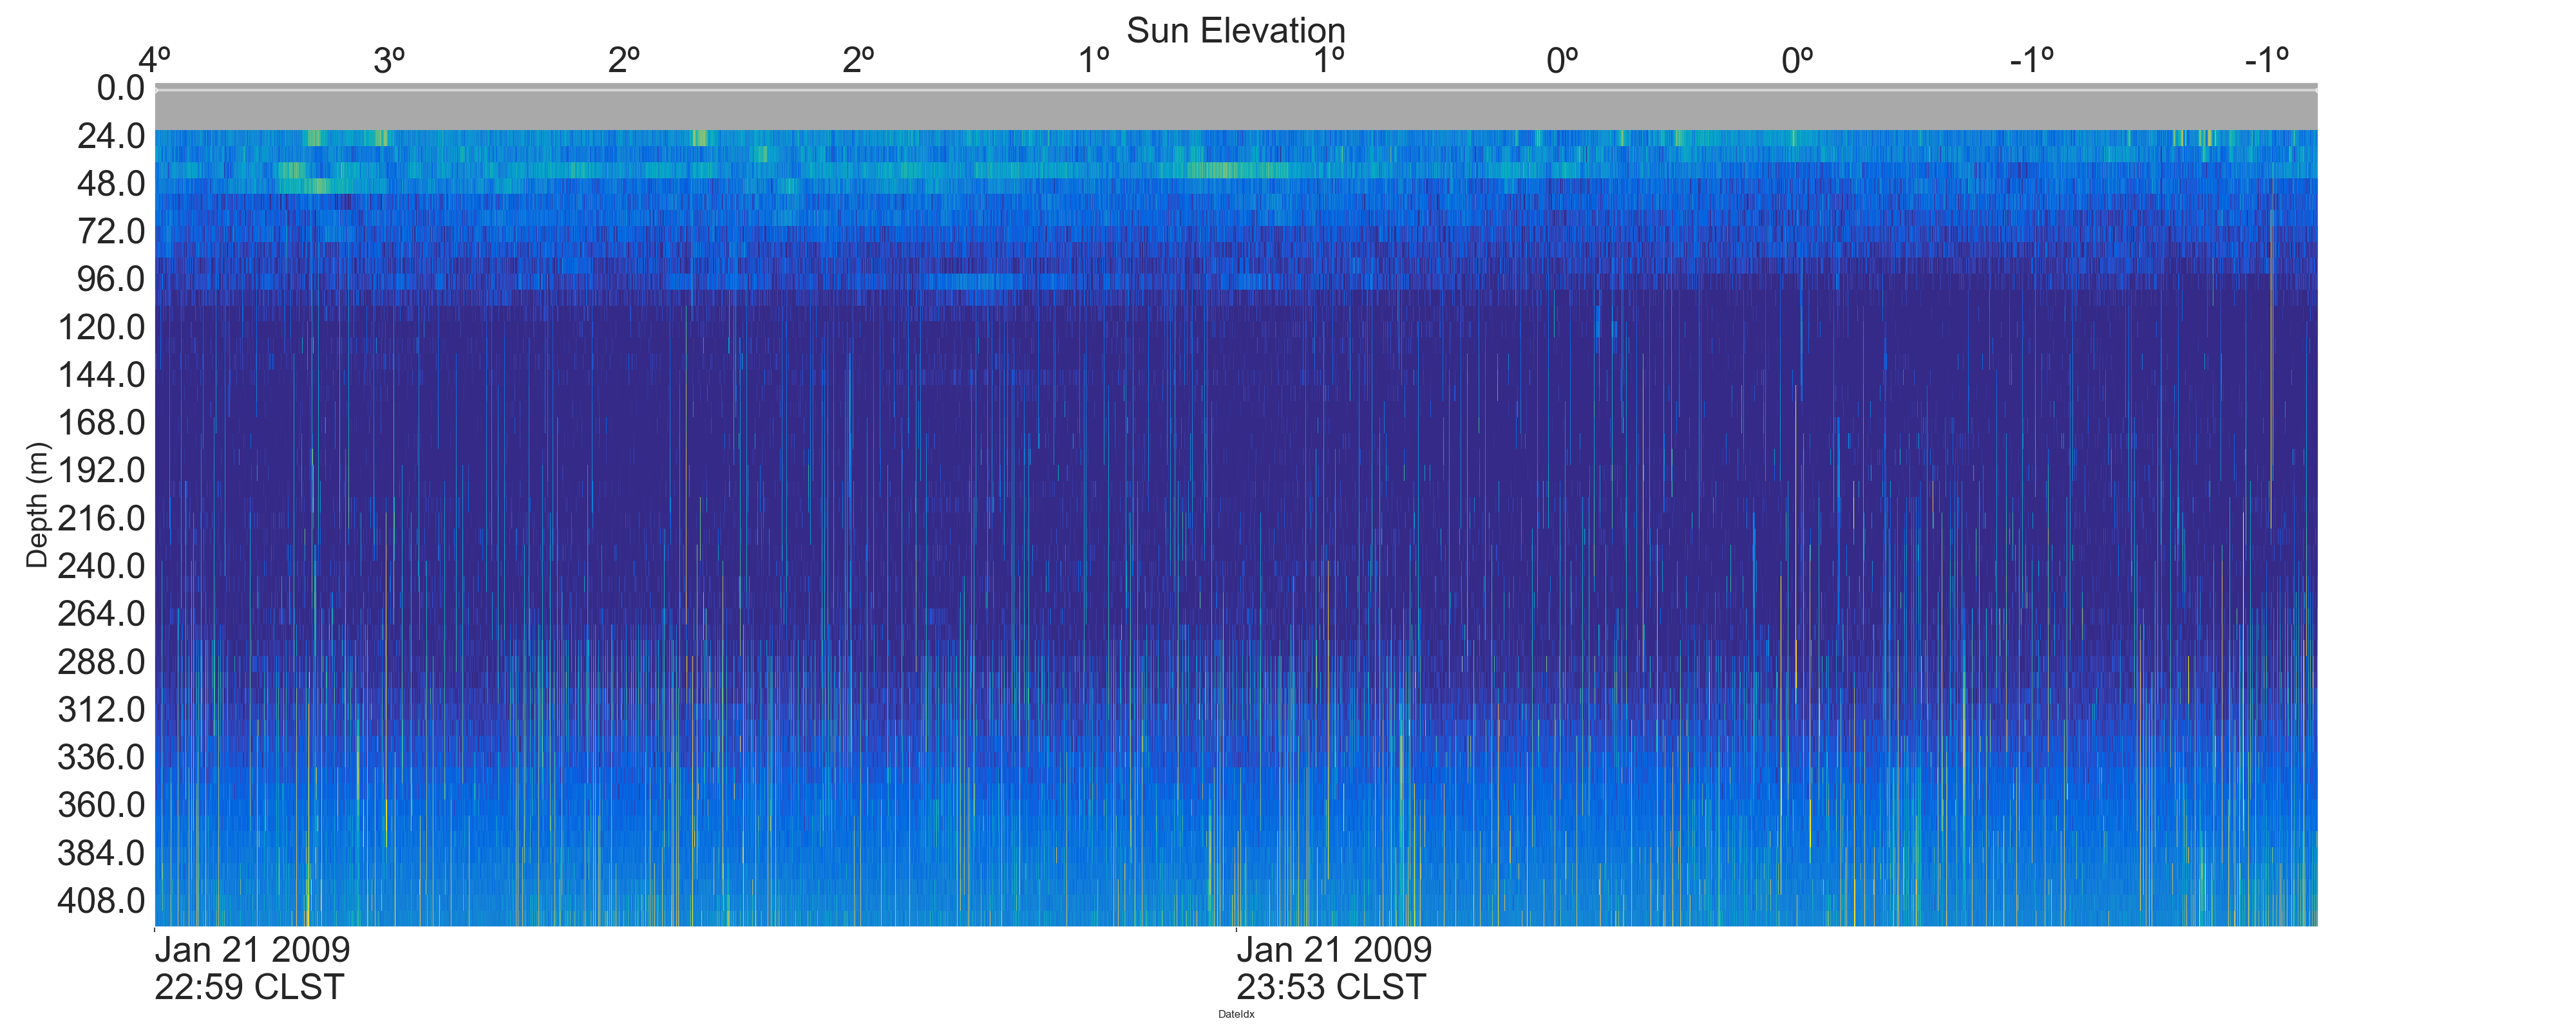 Sun Elevation
4º 3º 2º 2º 1º 1º 0º 0º -1º -1º
0.0
24.0
48.0
72.0
96.0
120.0
144.0
168.0
192.0
216.0
240.0
264.0
288.0
312.0
336.0
360.0
384.0
408.0
Depth (m)
Jan 21 2009
22:59 CLST
Jan 21 2009
23:53 CLST
DateIdx